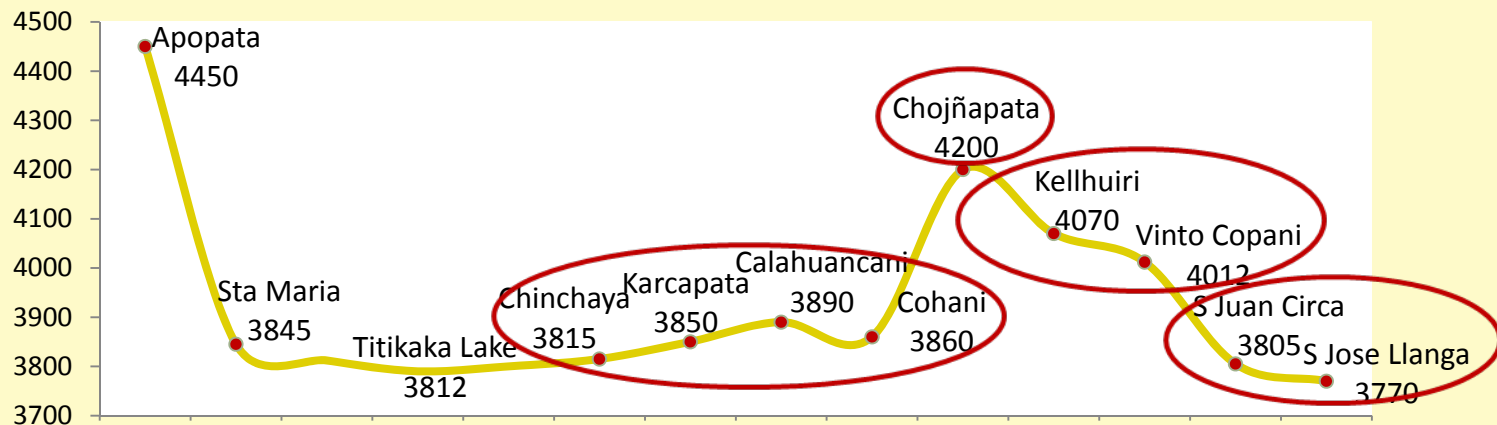 4500
4400
4300
4200
4100
4000
3900
3800
3700
Apopata
4450
Sta Maria
3845
Titikaka Lake
3812
Chinchaya
3815
Karcapata
3850
Calahuancani
3890
Cohani
3860
Chojñapata
4200
Kellhuiri
4070
Vinto Copani
4012
S Juan Circa
3805
S Jose Llanga
3770